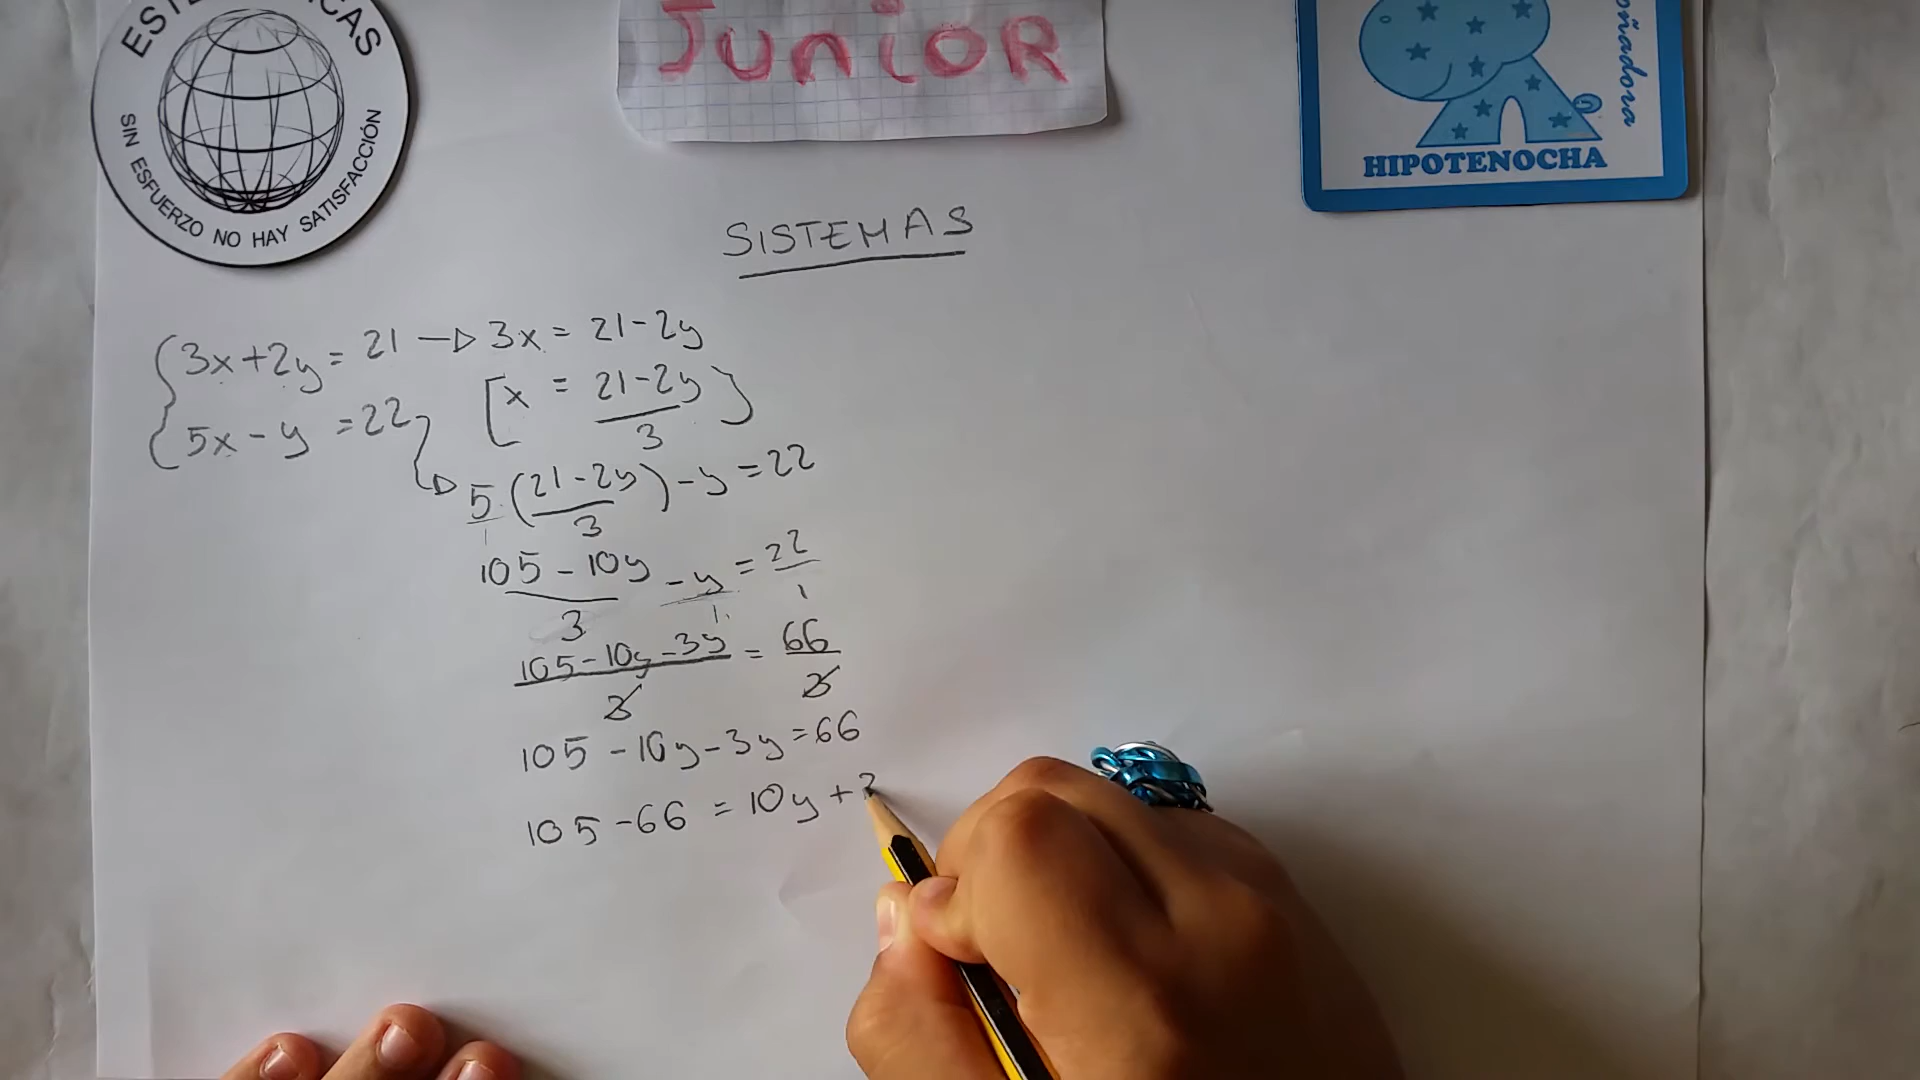 SIN ESFUERZO NO HAY SATISFACCIÓN
JUNIOR
HIPOTENOCHA
SISTEMAS
3x+2y=21 → 3x = 21-2y
5x-y=22
[x = (21-2y)/3]
5/1 ((21-2y)/3) -y=22
(105-10y)/3 -y/1 = 22/1
(105-10y-3y)/3 = 66/3
105-10y-3y=66
105-66 = 10y+3